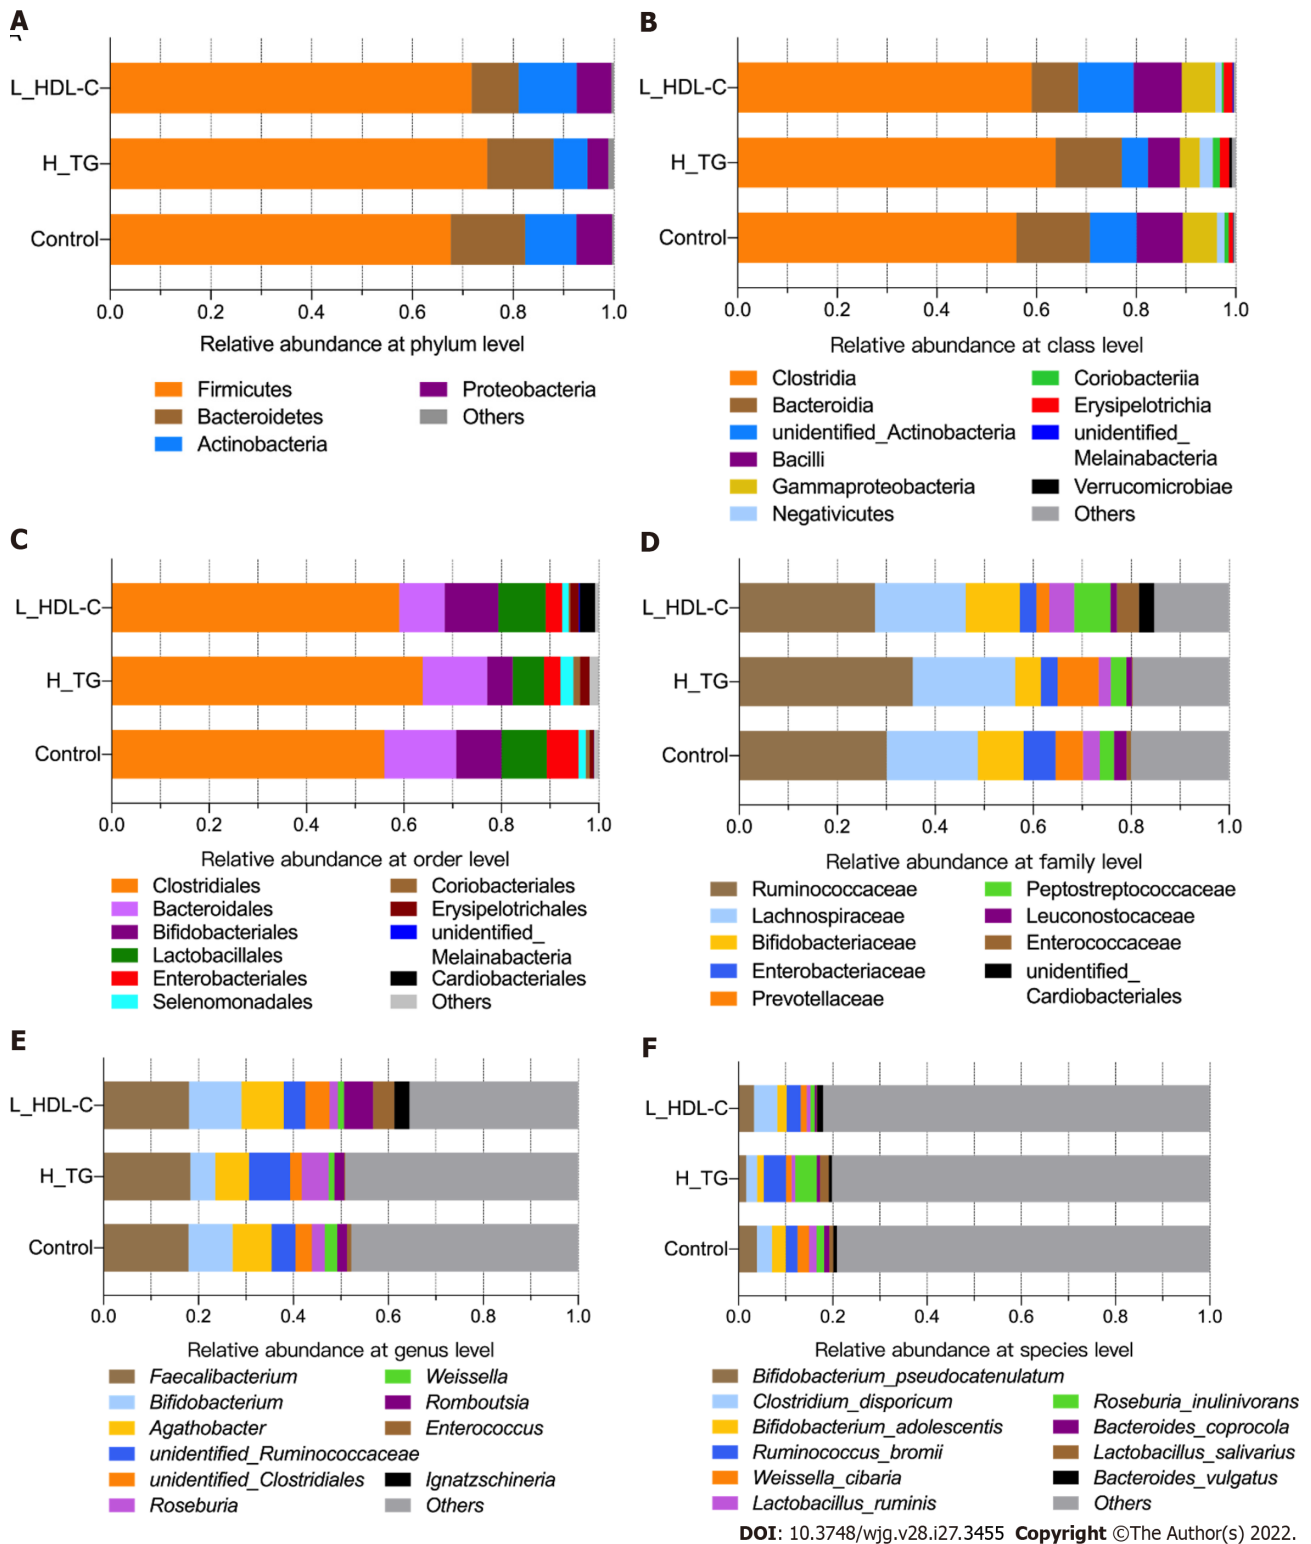 A
L_HDL-C
H_TG
Control
0.0 0.2 0.4 0.6 0.8 1.0
Relative abundance at phylum level
Firmicutes
Bacteroidetes
Actinobacteria
Proteobacteria
Others
B
L_HDL-C
H_TG
Control
0.0 0.2 0.4 0.6 0.8 1.0
Relative abundance at class level
Clostridia
Bacteroidia
unidentified_Actinobacteria
Bacilli
Gammaproteobacteria
Negativicutes
Coriobacteriia
Erysipelotrichia
unidentified_
Melainabacteria
Verrucomicrobiae
Others
C
L_HDL-C
H_TG
Control
0.0 0.2 0.4 0.6 0.8 1.0
Relative abundance at order level
Clostridiales
Bacteroidales
Bifidobacteriales
Lactobacillales
Enterobacteriales
Selenomonadales
Coriobacteriales
Erysipelotrichales
unidentified_
Melainabacteria
Cardiobacteriales
Others
D
L_HDL-C
H_TG
Control
0.0 0.2 0.4 0.6 0.8 1.0
Relative abundance at family level
Ruminococcaceae
Lachnospiraceae
Bifidobacteriaceae
Enterobacteriaceae
Prevotellaceae
Peptostreptococcaceae
Leuconostocaceae
Enterococcaceae
unidentified_
Cardiobacteriales
E
L_HDL-C
H_TG
Control
0.0 0.2 0.4 0.6 0.8 1.0
Relative abundance at genus level
Faecalibacterium
Bifidobacterium
Agathobacter
unidentified_Ruminococcaceae
unidentified_Clostridiales
Roseburia
Weissella
Romboutsia
Enterococcus
Ignatzschineria
Others
F
L_HDL-C
H_TG
Control
0.0 0.2 0.4 0.6 0.8 1.0
Relative abundance at species level
Bifidobacterium_pseudocatenulatum
Clostridium_disporicum
Bifidobacterium_adolescentis
Ruminococcus_bromii
Weissella_cibaria
Lactobacillus_ruminis
Roseburia_inulinivorans
Bacteroides_coprocola
Lactobacillus_salivarius
Bacteroides_vulgatus
Others
DOI: 10.3748/wjg.v28.i27.3455 Copyright ©The Author(s) 2022.